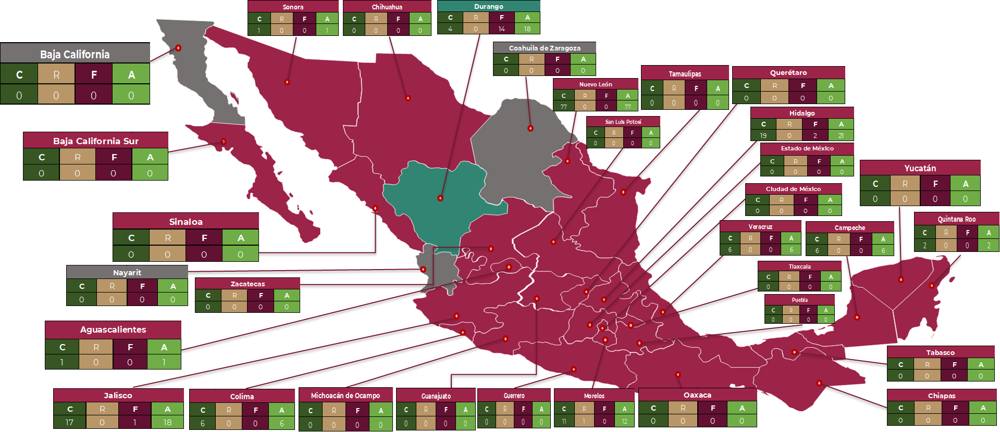 Sonora
C R F A
1 0 0 1
Chihuahua
C R F A
0 0 0 0
Durango
C R F A
4 0 14 18
Baja California
C R F A
0 0 0 0
Coahuila de Zaragoza
C R F A
0 0 0 0
Nuevo León
C R F A
77 0 0 77
Tamaulipas
C R F A
0 0 0 0
Querétaro
C R F A
0 0 0 0
San Luis Potosí
C R F A
0 0 0 0
Hidalgo
C R F A
19 0 2 21
Baja California Sur
C R F A
0 0 0 0
Estado de México
C R F A
0 0 0 0
Yucatán
C R F A
0 0 0 0
Ciudad de México
C R F A
0 0 0 0
Sinaloa
C R F A
0 0 0 0
Veracruz
C R F A
6 0 0 6
Campeche
C R F A
6 0 0 6
Quintana Roo
C R F A
2 0 0 2
Nayarit
C R F A
0 0 0 0
Zacatecas
C R F A
0 0 0 0
Tlaxcala
C R F A
0 0 0 0
Puebla
C R F A
0 0 0 0
Aguascalientes
C R F A
1 0 0 1
Tabasco
C R F A
0 0 0 0
Jalisco
C R F A
17 0 1 18
Colima
C R F A
6 0 0 6
Michoacán de Ocampo
C R F A
0 0 0 0
Guanajuato
C R F A
0 0 0 0
Guerrero
C R F A
0 0 0 0
Morelos
C R F A
11 1 0 12
Oaxaca
C R F A
0 0 0 0
Chiapas
C R F A
0 0 0 0